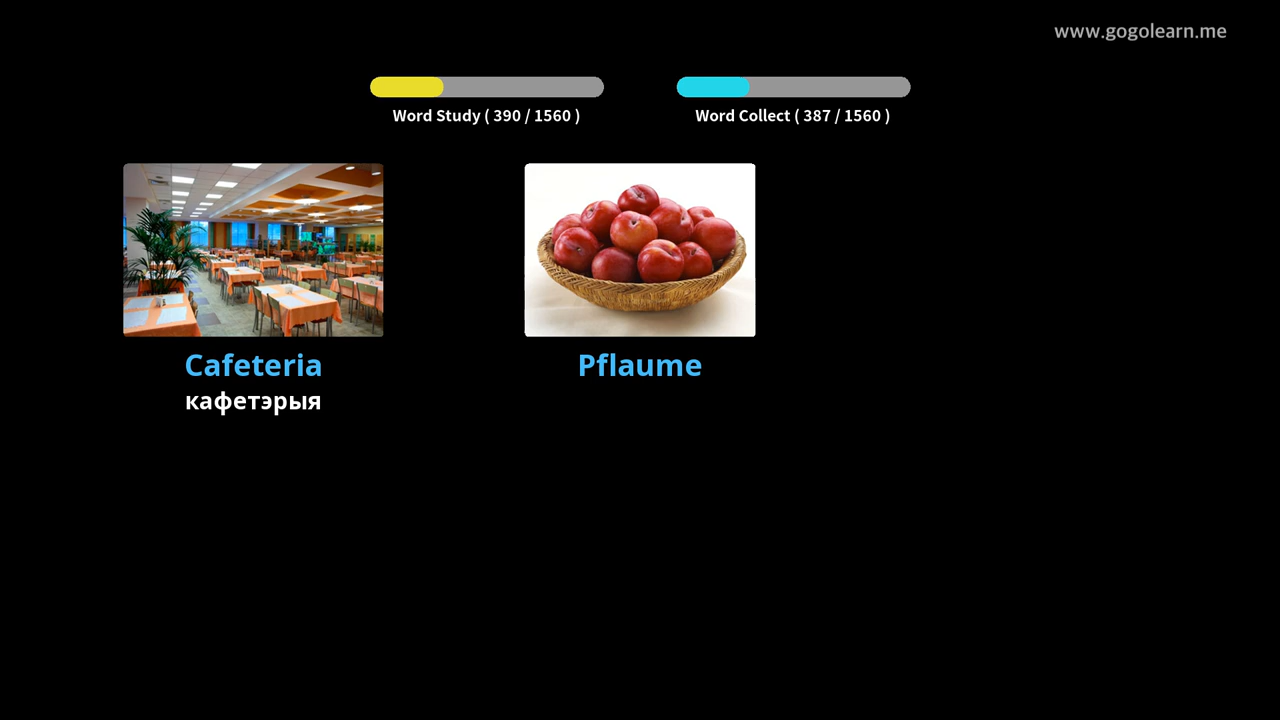 www.gogolearn.me
Word Study ( 390 / 1560 )
Word Collect ( 387 / 1560 )
Cafeteria
кафетэрыя
Pflaume